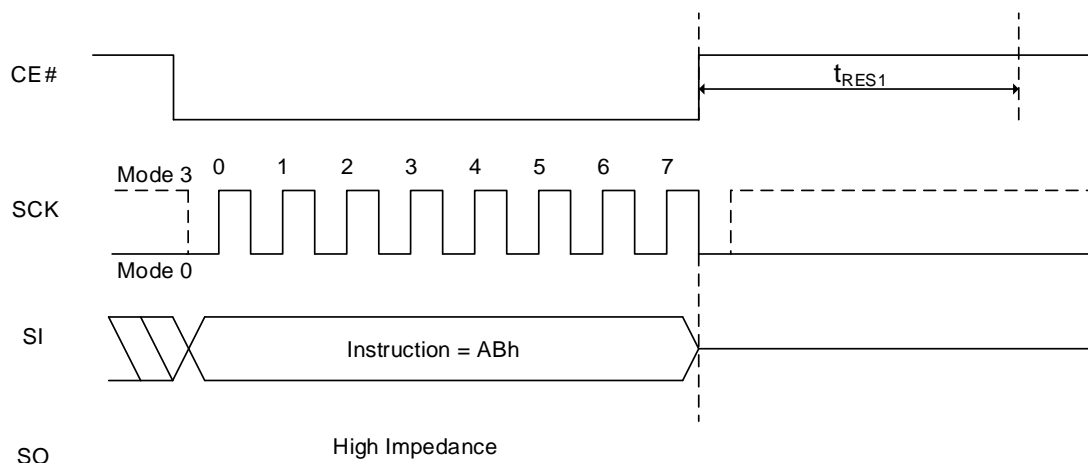 CE#
tRES1
Mode 3
0 1 2 3 4 5 6 7
SCK
Mode 0
SI
Instruction = ABh
High Impedance
SO